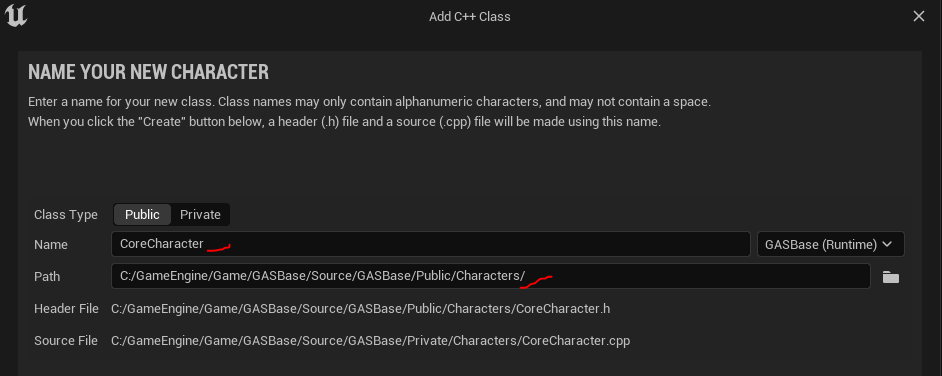 Add C++ Class
NAME YOUR NEW CHARACTER
Enter a name for your new class. Class names may only contain alphanumeric characters, and may not contain a space.
When you click the "Create" button below, a header (.h) file and a source (.cpp) file will be made using this name.
Class Type Public Private
Name CoreCharacter GASBase (Runtime)
Path C:/GameEngine/Game/GASBase/Source/GASBase/Public/Characters/
Header File C:/GameEngine/Game/GASBase/Source/GASBase/Public/Characters/CoreCharacter.h
Source File C:/GameEngine/Game/GASBase/Source/GASBase/Private/Characters/CoreCharacter.cpp